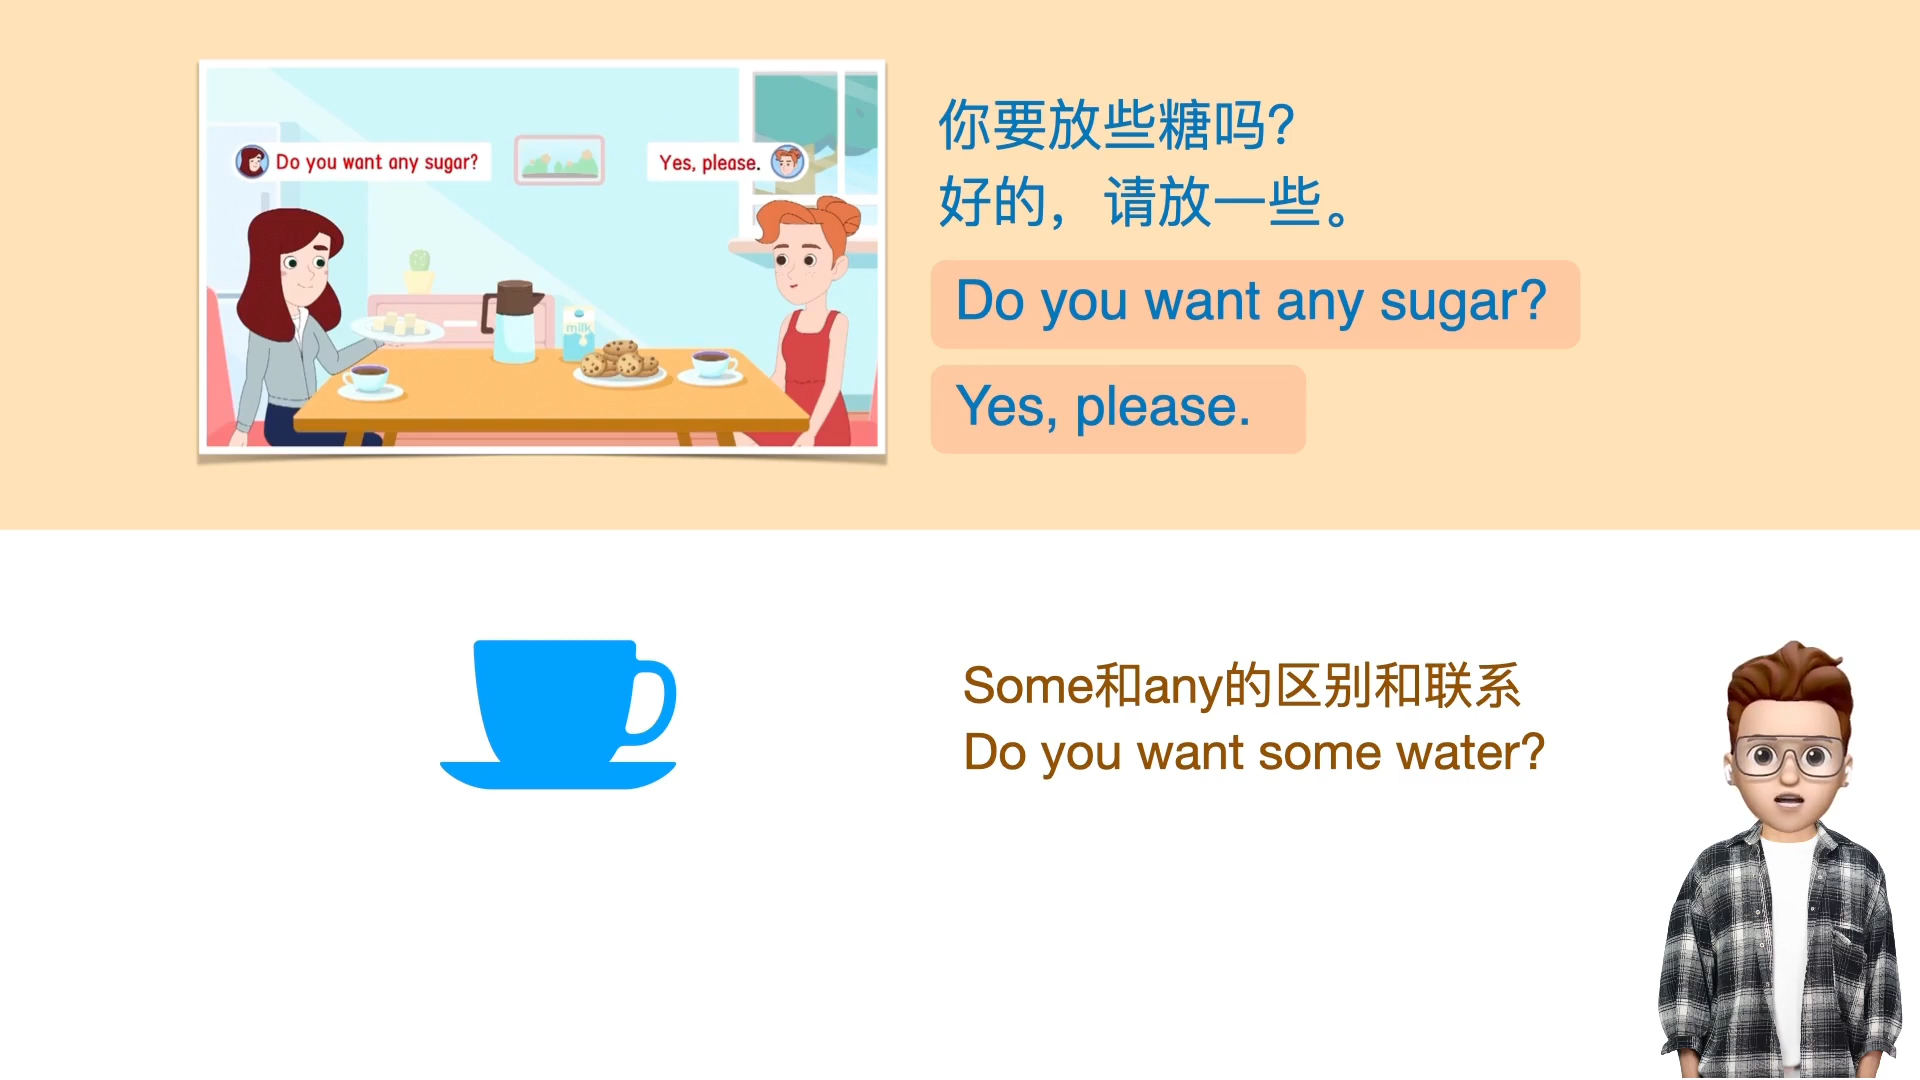 Do you want any sugar?
Yes, please.
milk
你要放些糖吗？
好的，请放一些。
Do you want any sugar?
Yes, please.
Some和any的区别和联系
Do you want some water?